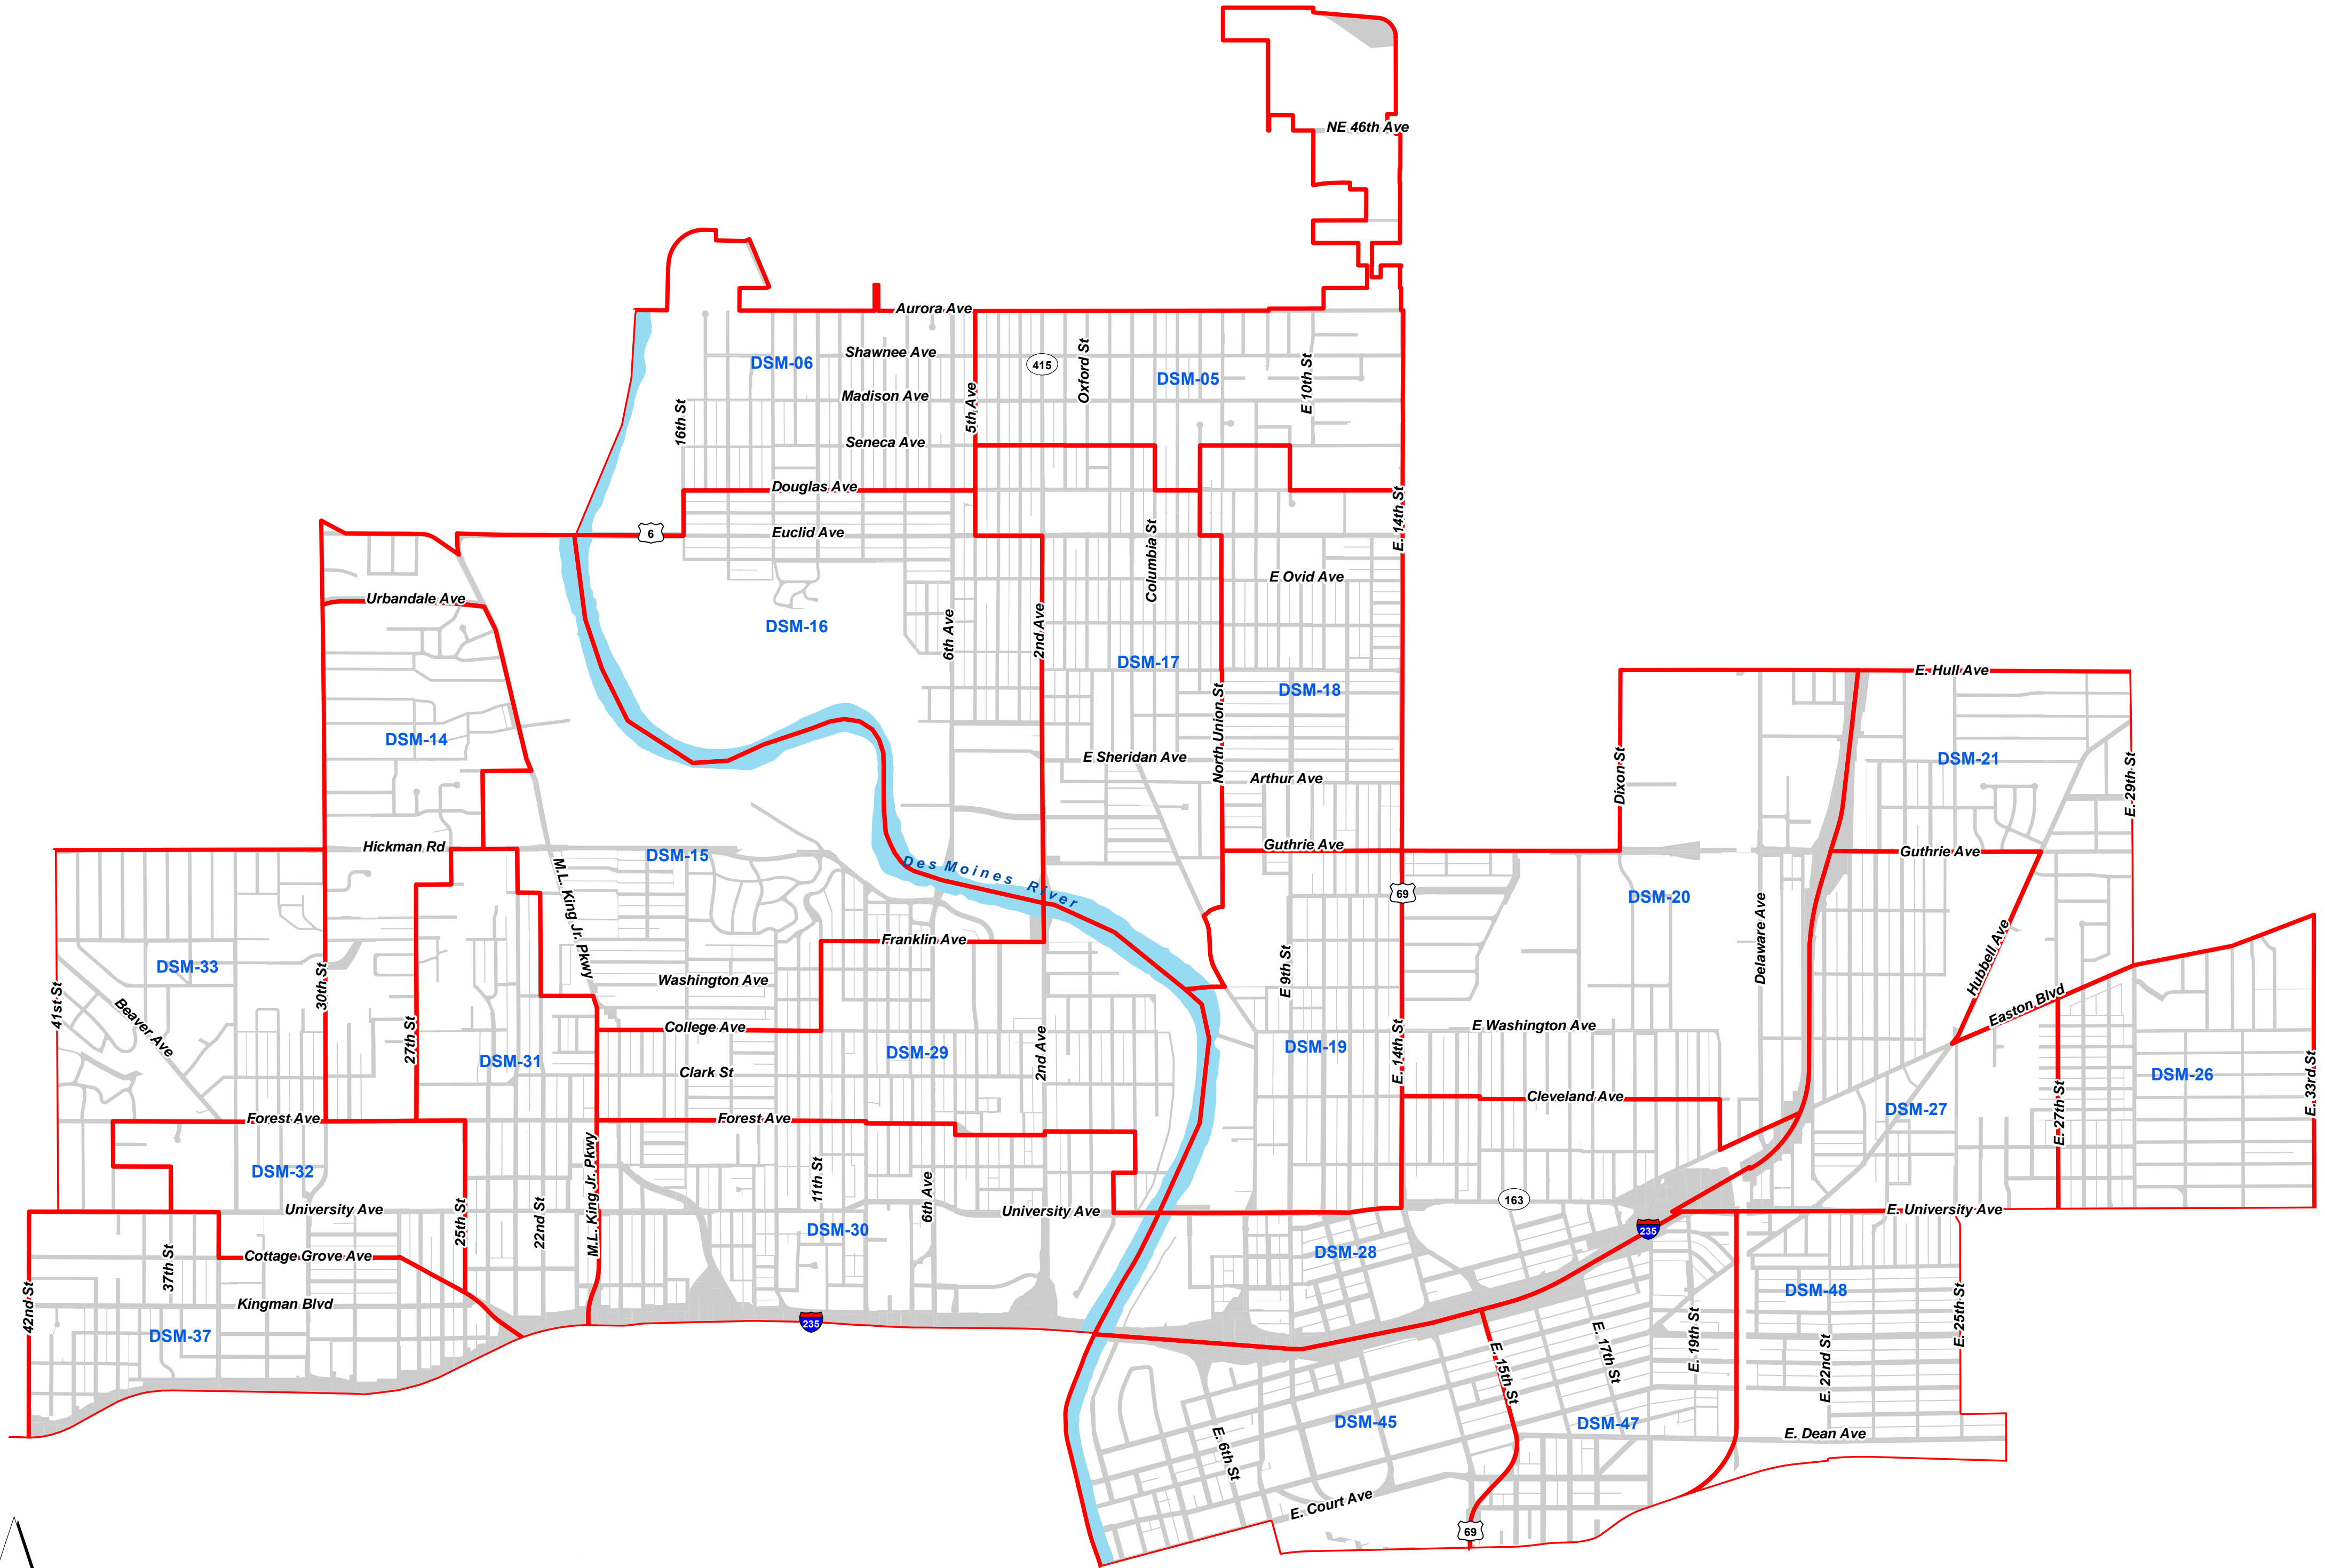 NE 46th Ave
Aurora Ave
Shawnee Ave
DSM-06
415
Oxford St
DSM-05
E 10th St
Madison Ave
5th Ave
16th St
Seneca Ave
Douglas Ave
6
Euclid Ave
E. 14th St
Columbia St
E Ovid Ave
Urbandale Ave
DSM-16
6th Ave
2nd Ave
DSM-17
DSM-18
E. Hull Ave
North Union St
DSM-14
E Sheridan Ave
Arthur Ave
Dixon St
DSM-21
E. 29th St
Hickman Rd
DSM-15
Guthrie Ave
Guthrie Ave
Des Moines River
69
DSM-20
M.L. King Jr. Pkwy
Delaware Ave
Franklin Ave
Hubbell Ave
DSM-33
30th St
Washington Ave
E 9th St
41st St
Easton Blvd
Beaver Ave
27th St
College Ave
E Washington Ave
DSM-31
DSM-29
2nd Ave
DSM-19
E. 14th St
Clark St
DSM-26
E. 33rd St
Cleveland Ave
DSM-27
E. 27th St
Forest Ave
Forest Ave
DSM-32
M.L. King Jr. Pkwy
11th St
6th Ave
163
University Ave
25th St
22nd St
University Ave
E. University Ave
DSM-30
235
37th St
Cottage Grove Ave
DSM-28
DSM-48
42nd St
Kingman Blvd
235
E. 25th St
DSM-37
E. 19th St
E. 17th St
E. 15th St
E. 22nd St
DSM-45
DSM-47
E. Dean Ave
E. 6th St
E. Court Ave
69